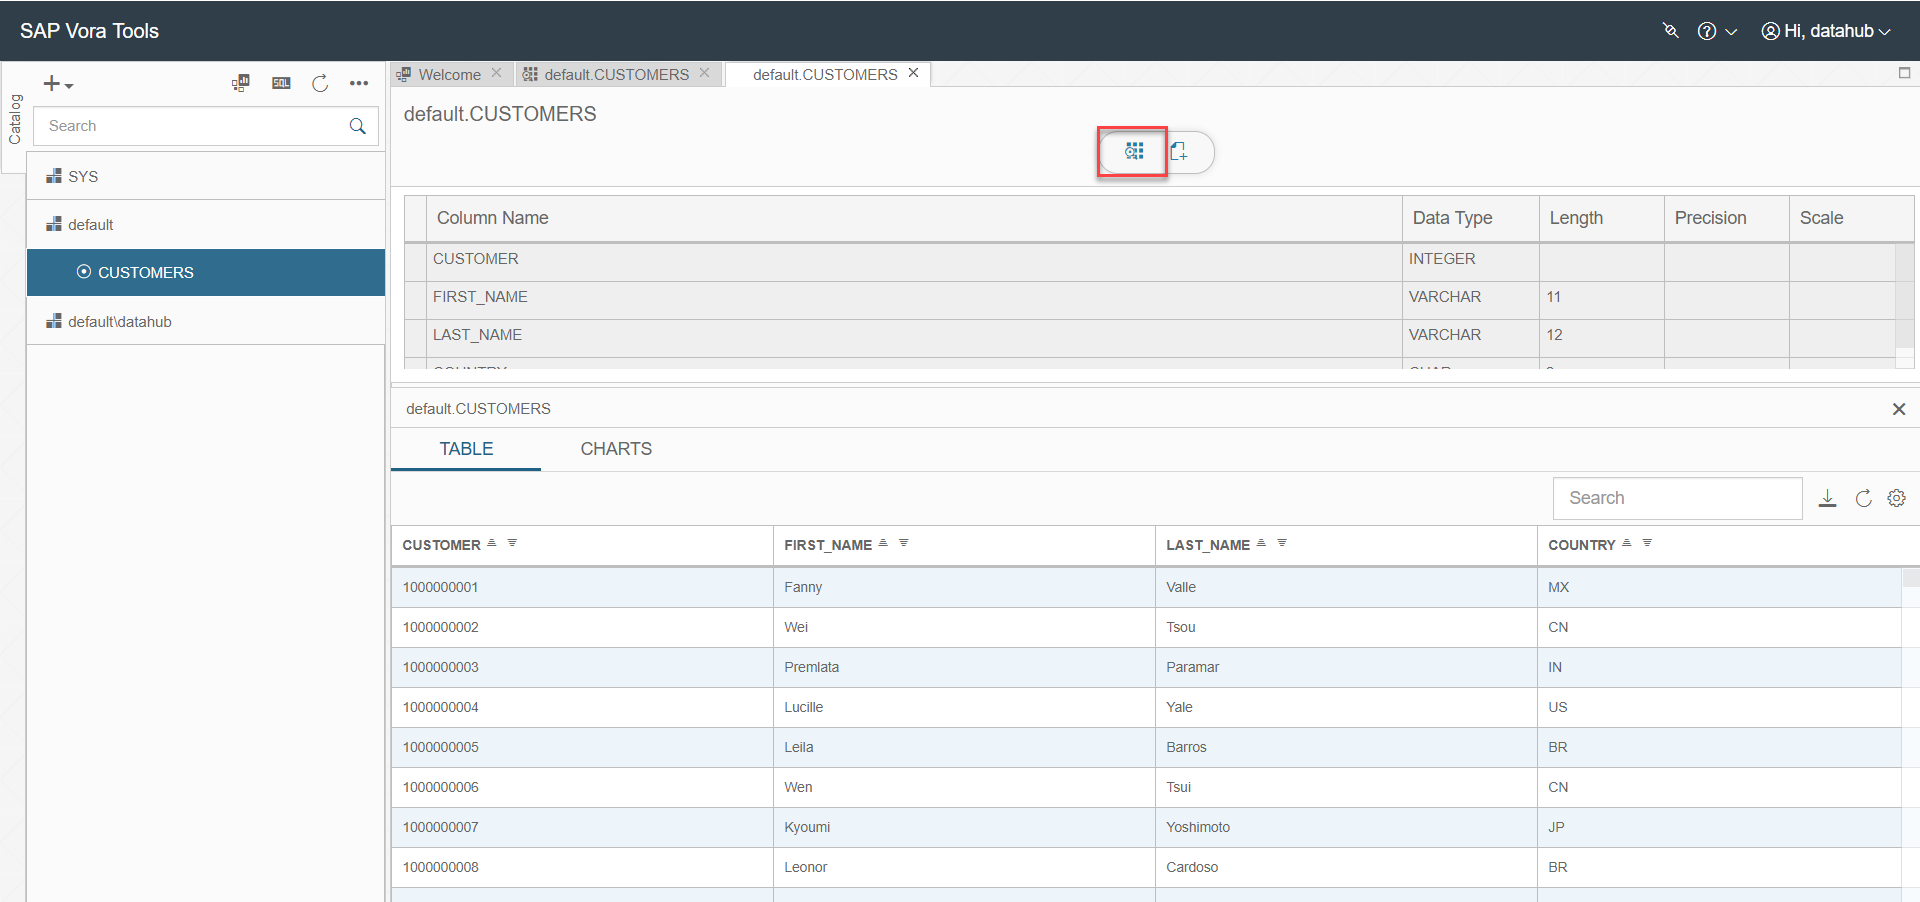 SAP Vora Tools
Hi, datahub
Catalog
SQL
Search
SYS
default
CUSTOMERS
default\datahub
Welcome
default.CUSTOMERS
default.CUSTOMERS
default.CUSTOMERS
Column Name Data Type Length Precision Scale
CUSTOMER INTEGER
FIRST_NAME VARCHAR 11
LAST_NAME VARCHAR 12
default.CUSTOMERS
TABLE CHARTS
Search
CUSTOMER FIRST_NAME LAST_NAME COUNTRY
1000000001 Fanny Valle MX
1000000002 Wei Tsou CN
1000000003 Premlata Paramar IN
1000000004 Lucille Yale US
1000000005 Leila Barros BR
1000000006 Wen Tsui CN
1000000007 Kyoumi Yoshimoto JP
1000000008 Leonor Cardoso BR